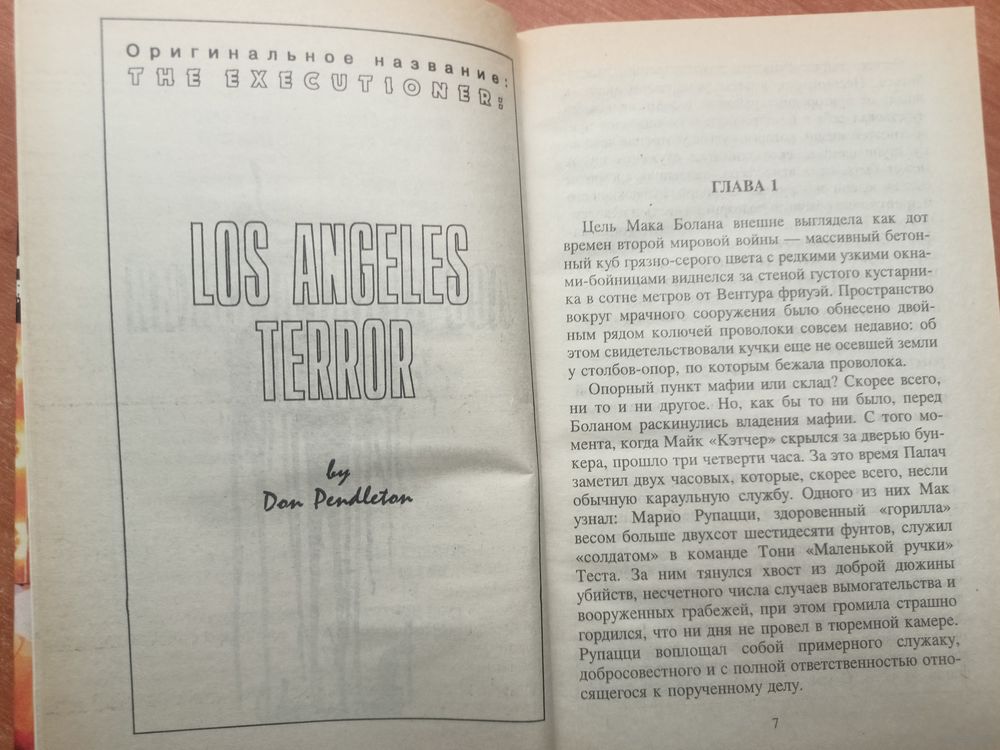 Оригинальное название:
THE EXECUTIONER:
LOS ANGELES
TERROR
by
Don Pendleton
ГЛАВА 1
Цель Мака Болана внешне выглядела как дот
времен второй мировой войны — массивный бетон-
ный куб грязно-серого цвета с редкими узкими окна-
ми-бойницами виднелся за стеной густого кустарни-
ка в сотне метров от Вентура фриуэй. Пространство
вокруг мрачного сооружения было обнесено двой-
ным рядом колючей проволоки совсем недавно: об
этом свидетельствовали кучки еще не осевшей земли
у столбов-опор, по которым бежала проволока.
Опорный пункт мафии или склад? Скорее всего,
ни то и ни другое. Но, как бы то ни было, перед
Боланом раскинулись владения мафии. С того мо-
мента, когда Майк «Кэтчер» скрылся за дверью бун-
кера, прошло три четверти часа. За это время Палач
заметил двух часовых, которые, скорее всего, несли
обычную караульную службу. Одного из них Мак
узнал: Марио Рупацци, здоровенный «горилла»
весом больше двухсот шестидесяти фунтов, служил
«солдатом» в команде Тони «Маленькой ручки»
Теста. За ним тянулся хвост из доброй дюжины
убийств, несчетного числа случаев вымогательства и
вооруженных грабежей, при этом громила страшно
гордился, что ни дня не провел в тюремной камере.
Рупацци воплощал собой примерного служаку,
добросовестного и с полной ответственностью отно-
сящегося к порученному делу.
7